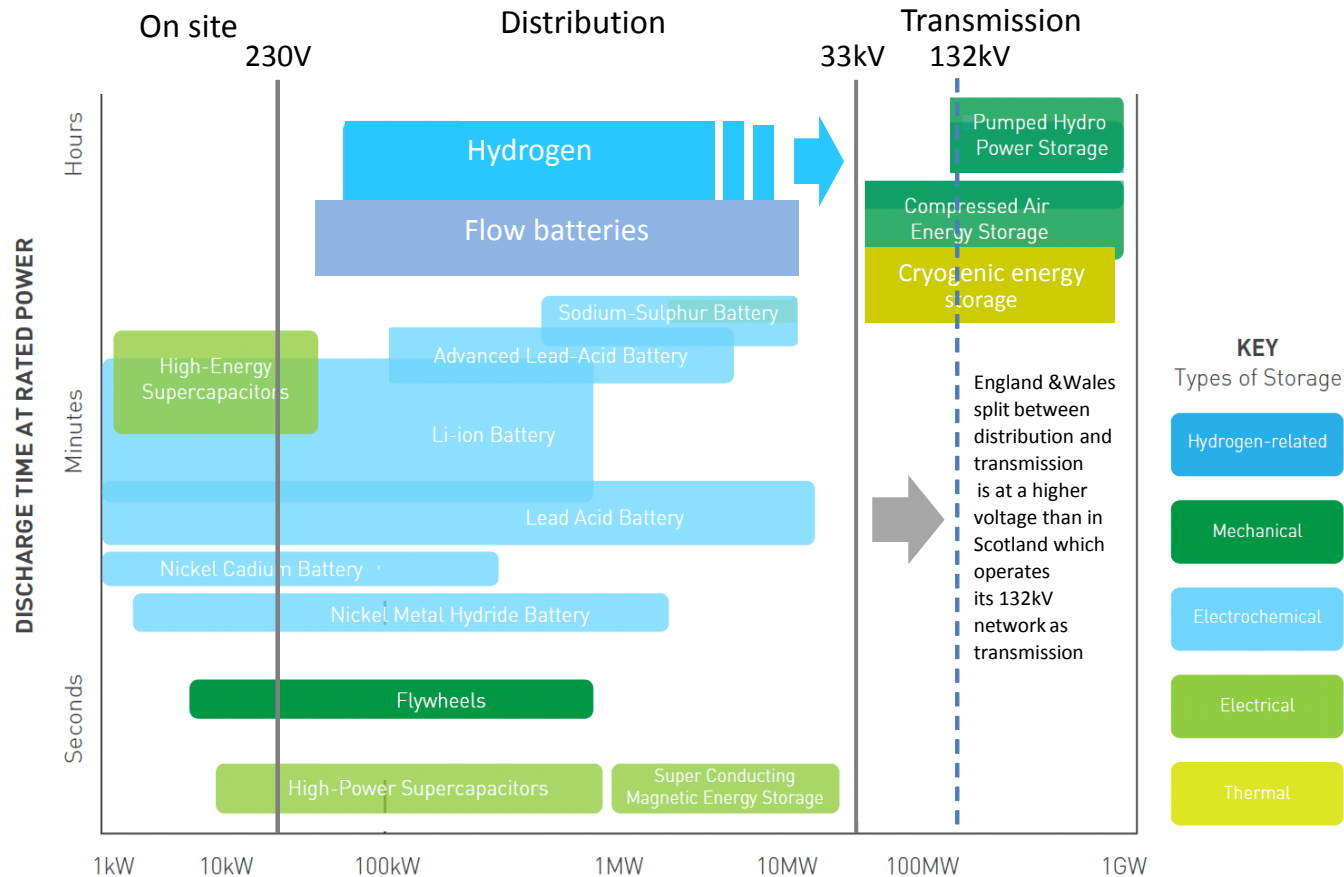 On site
Distribution
Transmission
230V
33kV
132kV
Hours
Minutes
Seconds
DISCHARGE TIME AT RATED POWER
Hydrogen
Flow batteries
Pumped Hydro
Power Storage
Compressed Air
Energy Storage
Cryogenic energy
storage
Sodium-Sulphur Battery
Advanced Lead-Acid Battery
High-Energy
Supercapacitors
Li-ion Battery
Lead Acid Battery
Nickel Cadium Battery
Nickel Metal Hydride Battery
Flywheels
High-Power Supercapacitors
Super Conducting
Magnetic Energy Storage
England &Wales
split between
distribution and
transmission
is at a higher
voltage than in
Scotland which
operates
its 132kV
network as
transmission
KEY
Types of Storage
Hydrogen-related
Mechanical
Electrochemical
Electrical
Thermal
1kW
10kW
100kW
1MW
10MW
100MW
1GW